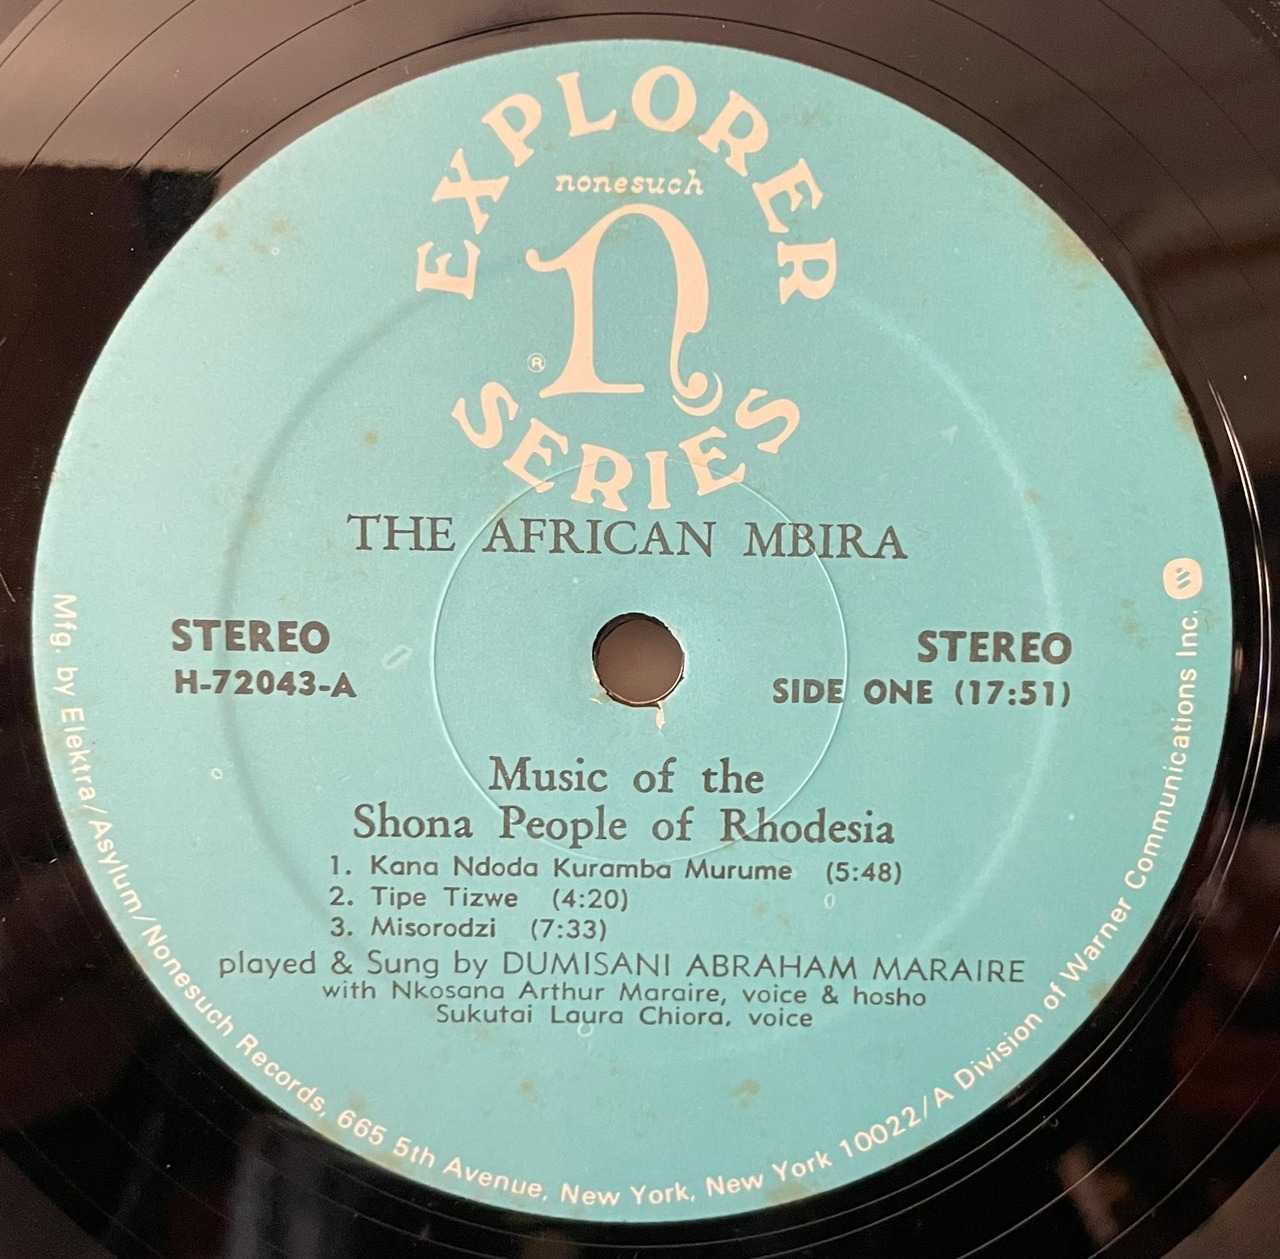 EXPLORER
nonesuch
n
®
SERIES
THE AFRICAN MBIRA
STEREO
H-72043-A
STEREO
SIDE ONE (17:51)
Music of the
Shona People of Rhodesia
1. Kana Ndoda Kuramba Murume (5:48)
2. Tipe Tizwe (4:20)
3. Misorodzi (7:33)
played & Sung by DUMISANI ABRAHAM MARAIRE
with Nkosana Arthur Maraire, voice & hosho
Sukutai Laura Chiora, voice
Mfg. by Elektra/Asylum/Nonesuch Records, 665 5th Avenue, New York, New York 10022/A Division of Warner Communications Inc.